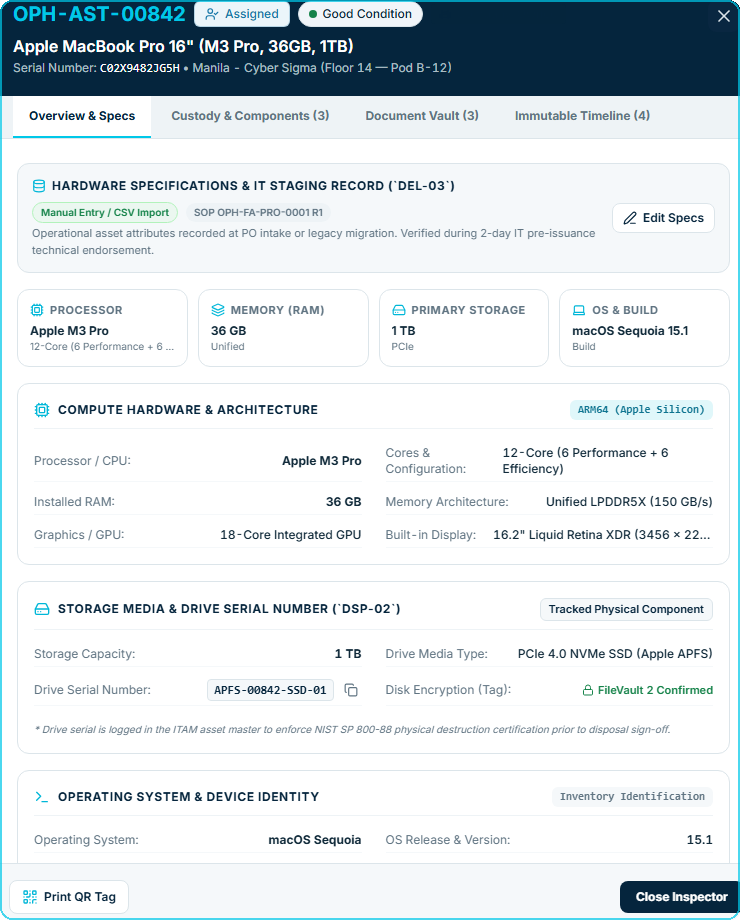 OPH-AST-00842 Assigned Good Condition
Apple MacBook Pro 16" (M3 Pro, 36GB, 1TB)
Serial Number: C02X9482JG5H • Manila - Cyber Sigma (Floor 14 — Pod B-12)
Overview & Specs Custody & Components (3) Document Vault (3) Immutable Timeline (4)
HARDWARE SPECIFICATIONS & IT STAGING RECORD (`DEL-03`)
Manual Entry / CSV Import SOP OPH-FA-PRO-0001 R1
Edit Specs
Operational asset attributes recorded at PO intake or legacy migration. Verified during 2-day IT pre-issuance
technical endorsement.
PROCESSOR
Apple M3 Pro
12-Core (6 Performance + 6 ...
MEMORY (RAM)
36 GB
Unified
PRIMARY STORAGE
1 TB
PCIe
OS & BUILD
macOS Sequoia 15.1
Build
COMPUTE HARDWARE & ARCHITECTURE ARM64 (Apple Silicon)
Processor / CPU: Apple M3 Pro
Cores &
Configuration:
12-Core (6 Performance + 6
Efficiency)
Installed RAM: 36 GB Memory Architecture: Unified LPDDR5X (150 GB/s)
Graphics / GPU: 18-Core Integrated GPU Built-in Display: 16.2" Liquid Retina XDR (3456 × 22...
STORAGE MEDIA & DRIVE SERIAL NUMBER (`DSP-02`) Tracked Physical Component
Storage Capacity: 1 TB Drive Media Type: PCIe 4.0 NVMe SSD (Apple APFS)
Drive Serial Number: APFS-00842-SSD-01 Disk Encryption (Tag): FileVault 2 Confirmed
* Drive serial is logged in the ITAM asset master to enforce NIST SP 800-88 physical destruction certification prior to disposal sign-off.
OPERATING SYSTEM & DEVICE IDENTITY Inventory Identification
Operating System: macOS Sequoia OS Release & Version: 15.1
Print QR Tag Close Inspector